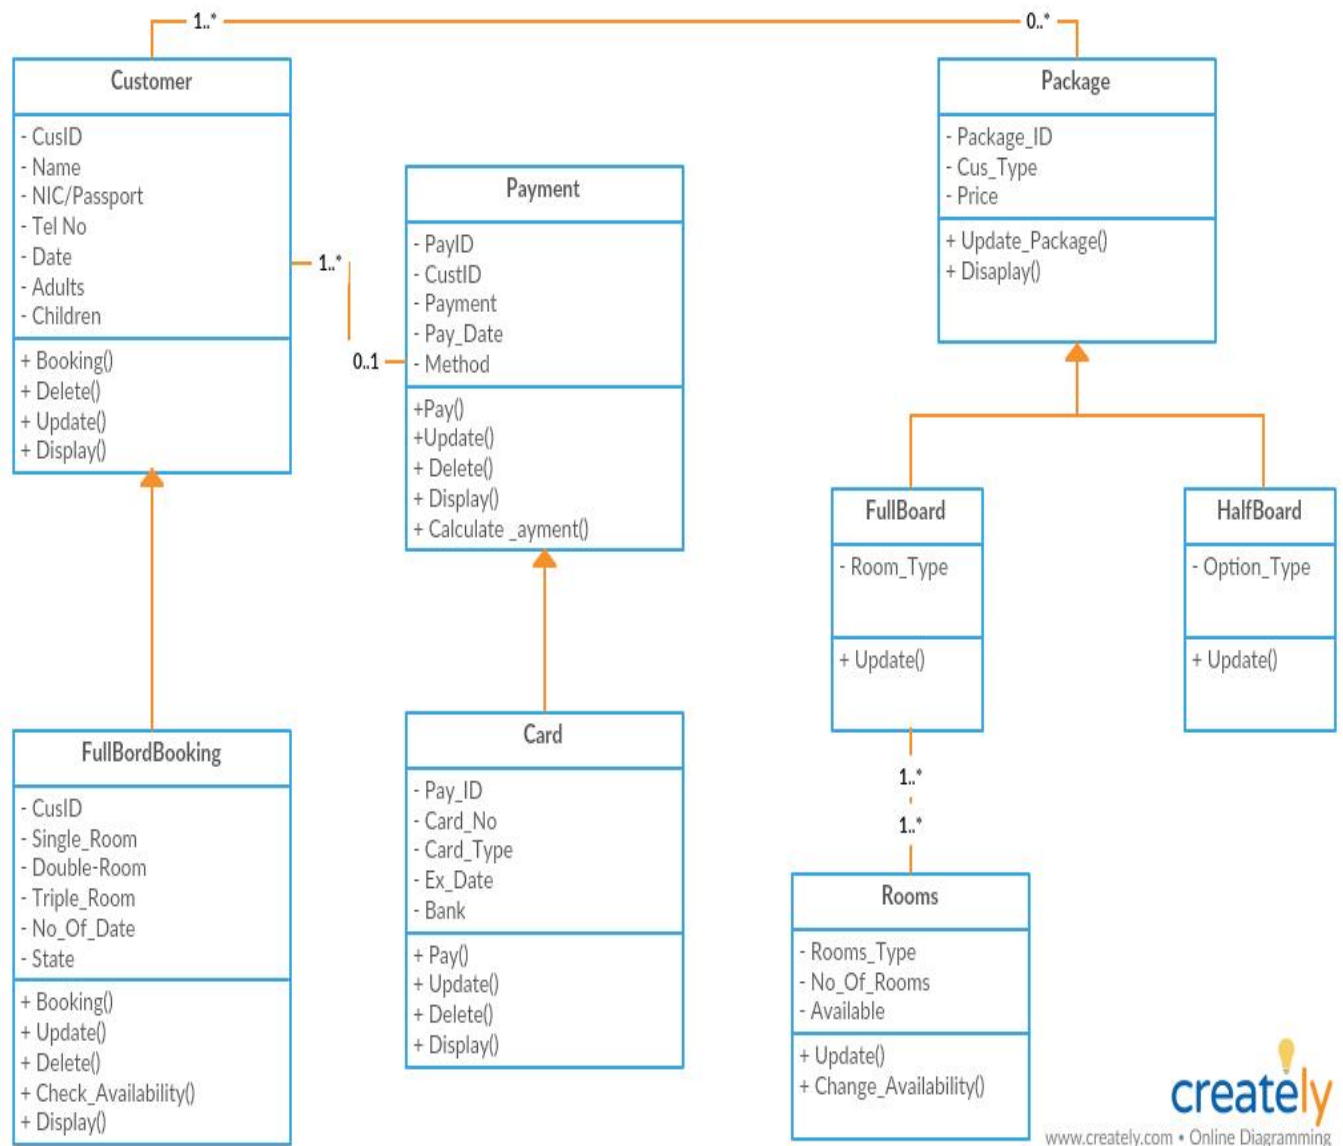 1..*
0..*
Customer
- CusID
- Name
- NIC/Passport
- Tel No
- Date
- Adults
- Children
+ Booking()
+ Delete()
+ Update()
+ Display()
1..*
0..1
Payment
- PayID
- CustID
- Payment
- Pay_Date
- Method
+Pay()
+Update()
+ Delete()
+ Display()
+ Calculate _ayment()
Package
- Package_ID
- Cus_Type
- Price
+ Update_Package()
+ Disaplay()
FullBoard
- Room_Type
+ Update()
HalfBoard
- Option_Type
+ Update()
1..*
1..*
FullBordBooking
- CusID
- Single_Room
- Double-Room
- Triple_Room
- No_Of_Date
- State
+ Booking()
+ Update()
+ Delete()
+ Check_Availability()
+ Display()
Card
- Pay_ID
- Card_No
- Card_Type
- Ex_Date
- Bank
+ Pay()
+ Update()
+ Delete()
+ Display()
Rooms
- Rooms_Type
- No_Of_Rooms
- Available
+ Update()
+ Change_Availability()
creately
www.creately.com • Online Diagramming